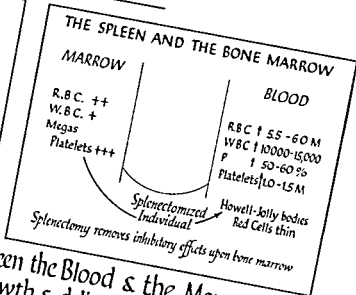 THE SPLEEN AND THE BONE MARROW
MARROW
R.B.C. ++
W.B.C. +
Megas
Platelets +++
BLOOD
RBC ↑ 5.5 - 6.0 M
WBC ↑ 10000-15,000
P ↑ 50-60 %
Platelets ↑ 1.0-1.5 M
Howell-Jolly bodies
Red Cells thin
Splenectomized
Individual
Splenectomy removes inhibitory effects upon bone marrow
the Blood & the